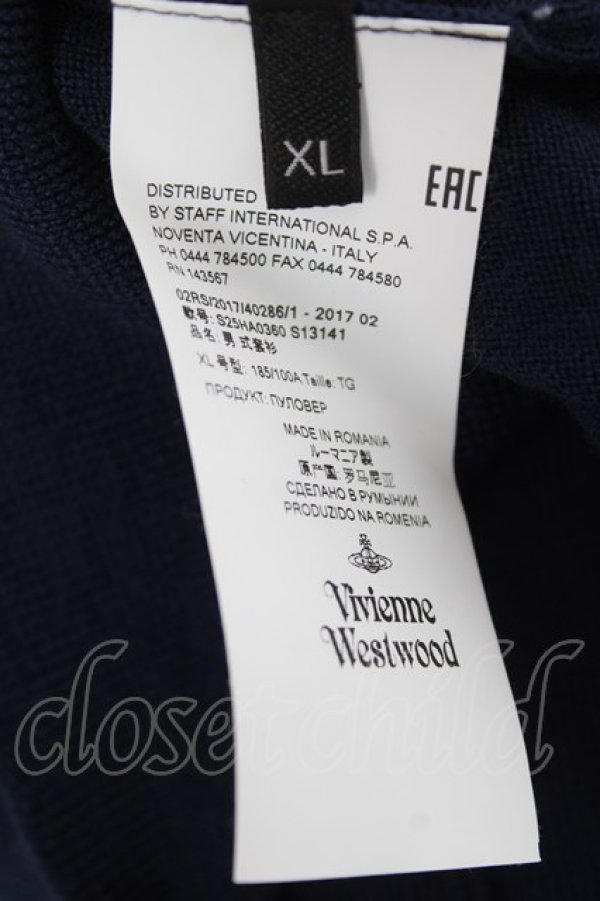 XL
EAC
DISTRIBUTED
BY STAFF INTERNATIONAL S.P.A.
NOVENTA VICENTINA - ITALY
PH 0444 784500 FAX 0444 784580
RN 143567
02RS/2017/40286/1 - 2017 02
款号: S25HA0360 S13141
品名: 男式套衫
XL 号型: 185/100A Taille: TG
ПРОДУКТ: ПУЛОВЕР
MADE IN ROMANIA
ルーマニア製
原产国: 罗马尼亚
СДЕЛАНО В РУМЫНИИ
PRODUZIDO NA ROMENIA
Vivienne
Westwood
closet child